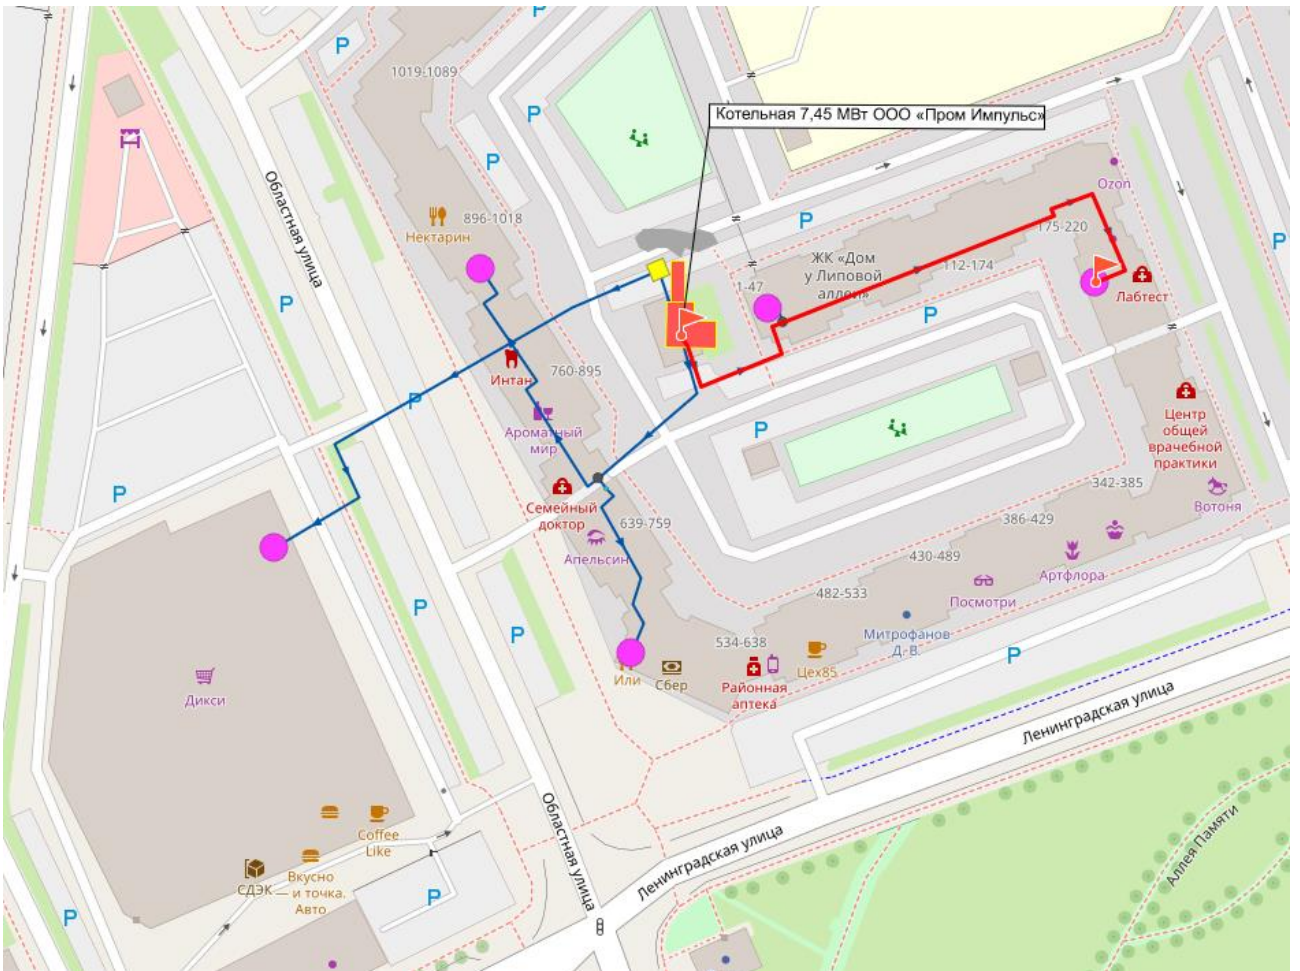 P
P
1019-1089
P
Котельная 7,45 МВт ООО «Пром Импульс»
P
Областная улица
Ozon
896-1018
Нектарин
P
175-220
P
ЖК «Дом
у Липовой
аллеи»
112-174
1-47
Лабтест
P
P
Интан
760-895
P
Ароматный
мир
P
Центр
общей
врачебной
практики
P
Семейный
доктор
639-759
342-385
Вотоня
386-429
Апельсин
430-489
Артфлора
482-533
Посмотри
P
P
Митрофанов
Д. В.
534-638
P
Или
Сбер
Районная
аптека
Цех85
Дикси
Ленинградская улица
Областная улица
Coffee
Like
Ленинградская улица
Аллея Памяти
СДЭК
Вкусно
— и точка.
Авто
P
P